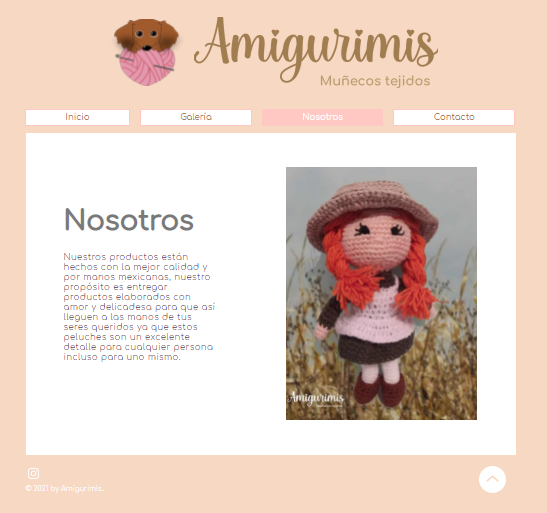 Amigurimis
Muñecos tejidos
Inicio
Galería
Nosotros
Contacto
Nosotros
Nuestros productos están
hechos con la mejor calidad y
por manos mexicanas, nuestro
propósito es entregar
productos elaborados con
amor y delicadesa para que así
lleguen a las manos de tus
seres queridos ya que estos
peluches son un excelente
detalle para cualquier persona
incluso para uno mismo.
Amigurimis
© 2021 by Amigurimis.